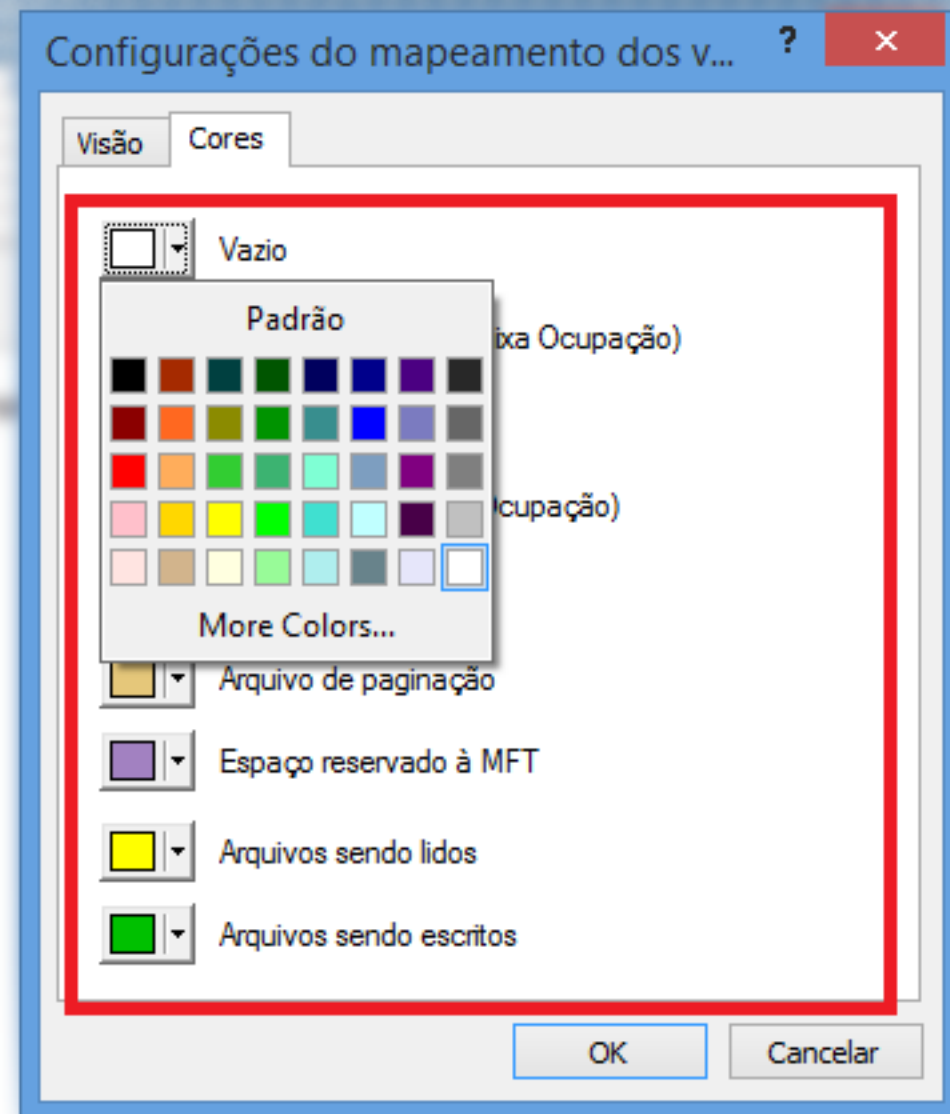 Configurações do mapeamento dos v...
?
Visão
Cores
Vazio
Padrão
ixa Ocupação)
cupação)
More Colors...
Arquivo de paginação
Espaço reservado à MFT
Arquivos sendo lidos
Arquivos sendo escritos
OK
Cancelar